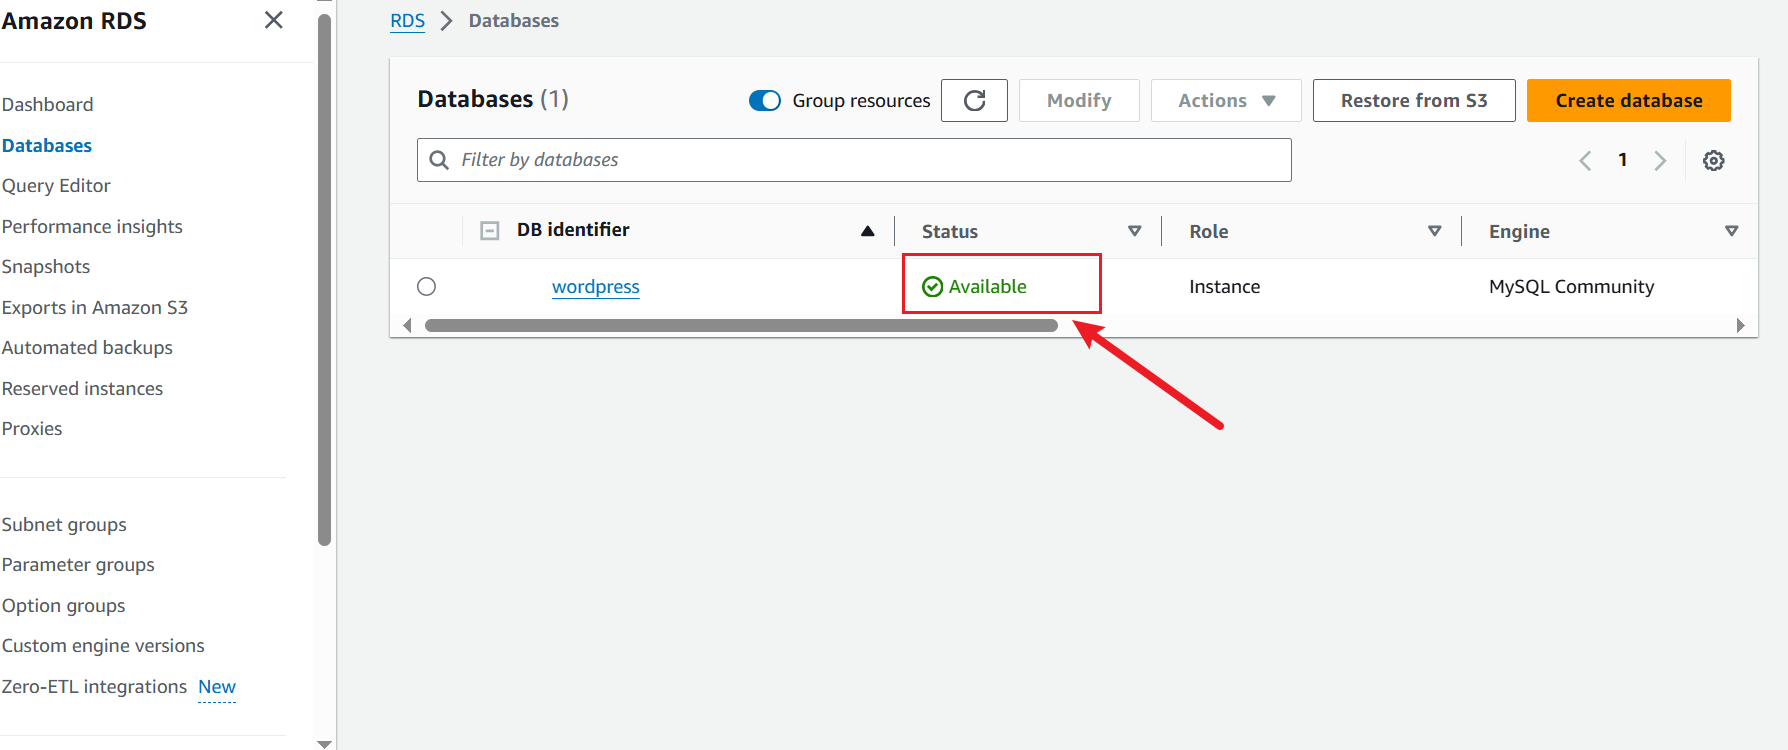 Amazon RDS
Dashboard
Databases
Query Editor
Performance insights
Snapshots
Exports in Amazon S3
Automated backups
Reserved instances
Proxies
Subnet groups
Parameter groups
Option groups
Custom engine versions
Zero-ETL integrations New
RDS > Databases
Databases (1)
Group resources
Modify
Actions
Restore from S3
Create database
Filter by databases
1
DB identifier Status Role Engine
wordpress Available Instance MySQL Community